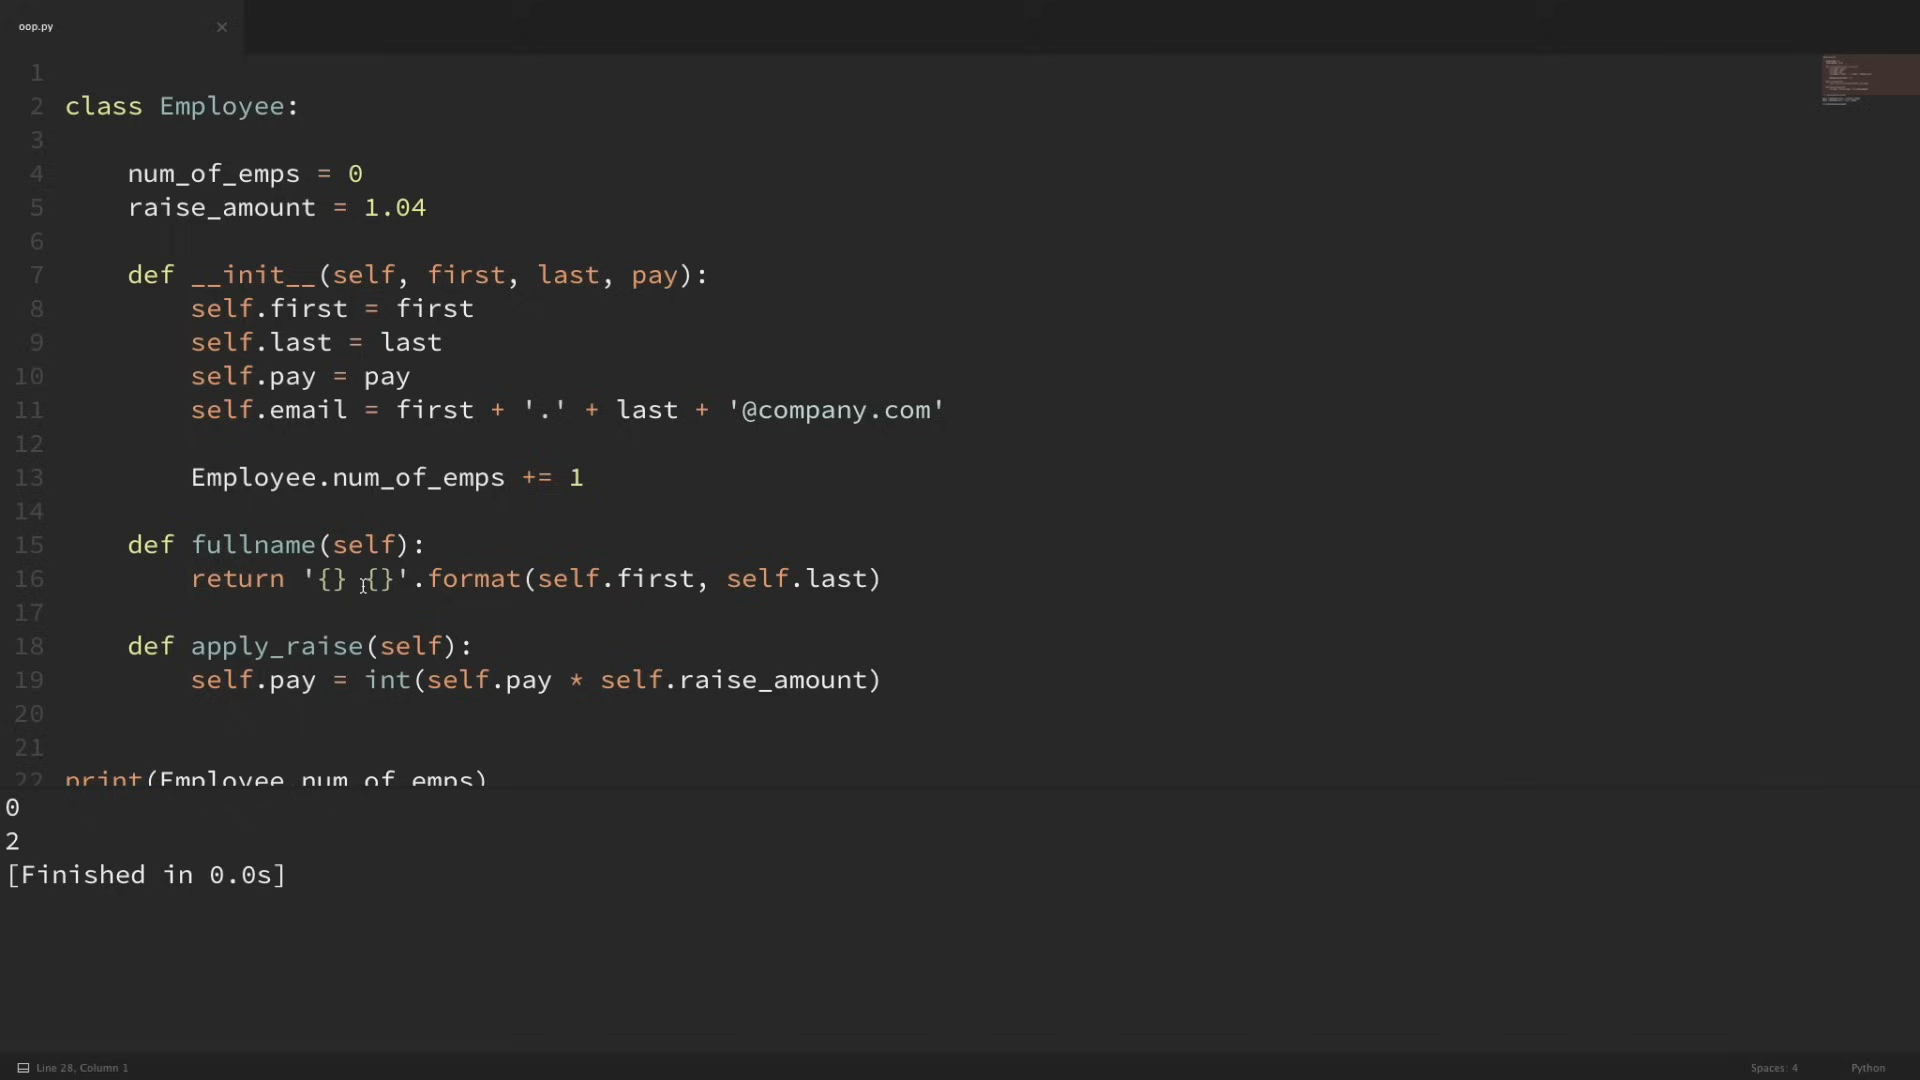 oop.py ×
1
2 class Employee:
3
4     num_of_emps = 0
5     raise_amount = 1.04
6
7     def __init__(self, first, last, pay):
8         self.first = first
9         self.last = last
10         self.pay = pay
11         self.email = first + '.' + last + '@company.com'
12
13         Employee.num_of_emps += 1
14
15     def fullname(self):
16         return '{} {}'.format(self.first, self.last)
17
18     def apply_raise(self):
19         self.pay = int(self.pay * self.raise_amount)
20
21
22 print(Employee.num_of_emps)
0
2
[Finished in 0.0s]
Line 28, Column 1
Spaces: 4
Python